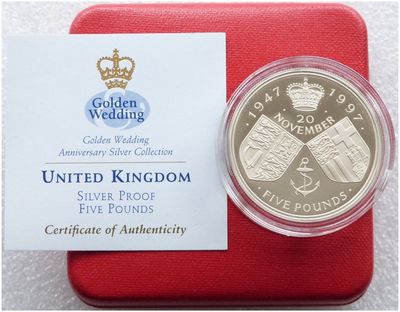 Golden
Wedding
Golden Wedding
Anniversary Silver Collection
UNITED KINGDOM
SILVER PROOF
FIVE POUNDS
Certificate of Authenticity
1947 1997
20
NOVEMBER
FIVE POUNDS